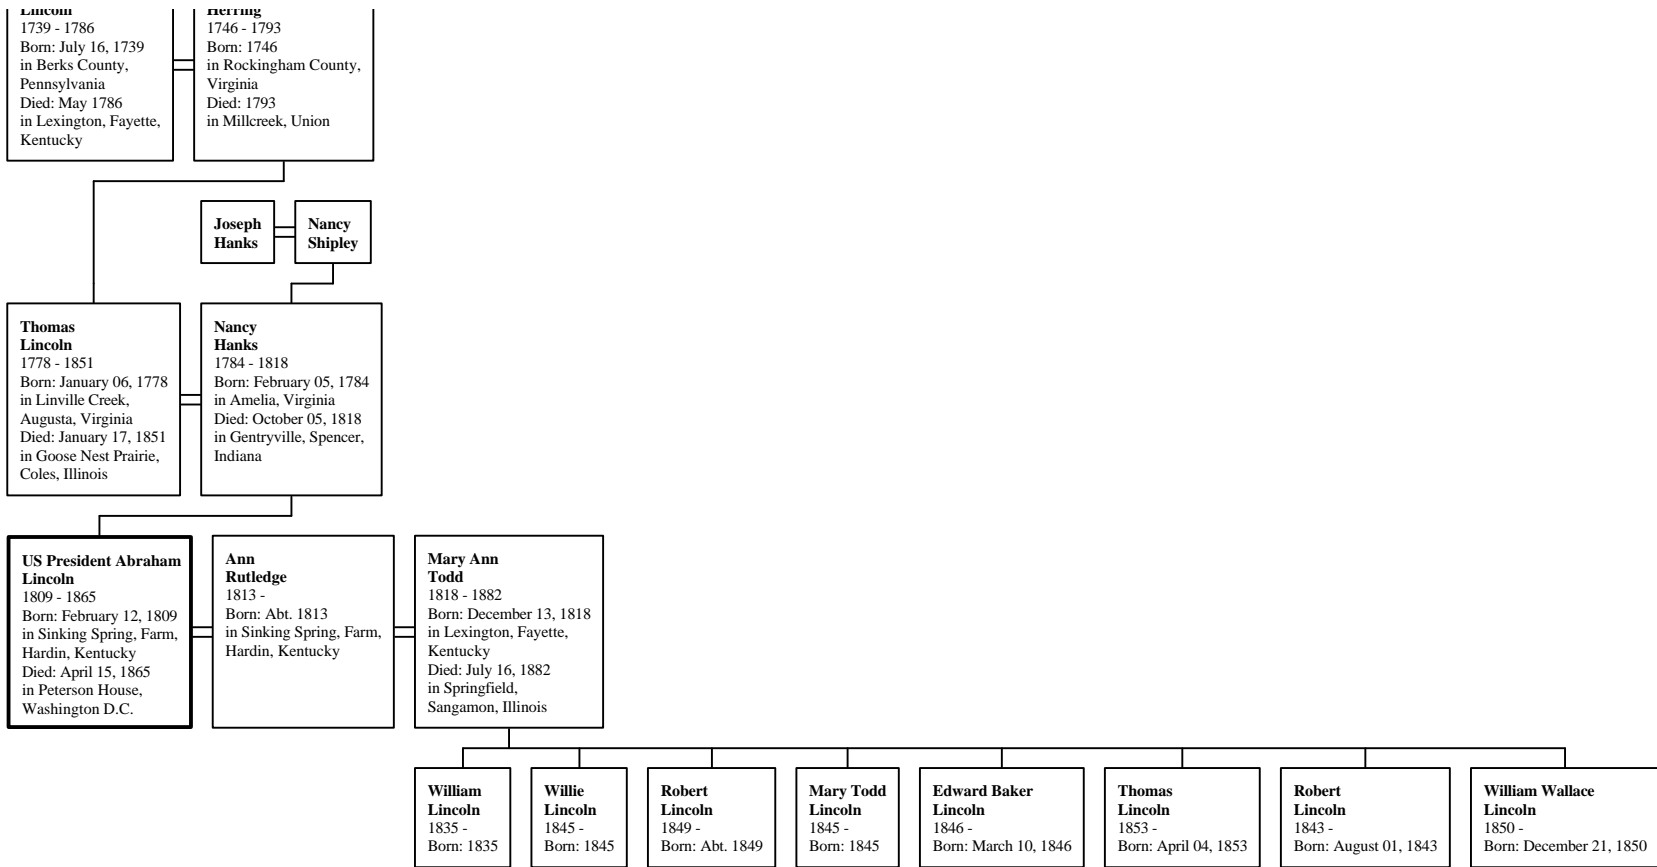 Lincoln
1739 - 1786
Born: July 16, 1739
in Berks County,
Pennsylvania
Died: May 1786
in Lexington, Fayette,
Kentucky
Herring
1746 - 1793
Born: 1746
in Rockingham County,
Virginia
Died: 1793
in Millcreek, Union
Joseph
Hanks
Nancy
Shipley
Thomas
Lincoln
1778 - 1851
Born: January 06, 1778
in Linville Creek,
Augusta, Virginia
Died: January 17, 1851
in Goose Nest Prairie,
Coles, Illinois
Nancy
Hanks
1784 - 1818
Born: February 05, 1784
in Amelia, Virginia
Died: October 05, 1818
in Gentryville, Spencer,
Indiana
US President Abraham
Lincoln
1809 - 1865
Born: February 12, 1809
in Sinking Spring, Farm,
Hardin, Kentucky
Died: April 15, 1865
in Peterson House,
Washington D.C.
Ann
Rutledge
1813 -
Born: Abt. 1813
in Sinking Spring, Farm,
Hardin, Kentucky
Mary Ann
Todd
1818 - 1882
Born: December 13, 1818
in Lexington, Fayette,
Kentucky
Died: July 16, 1882
in Springfield,
Sangamon, Illinois
William
Lincoln
1835 -
Born: 1835
Willie
Lincoln
1845 -
Born: 1845
Robert
Lincoln
1849 -
Born: Abt. 1849
Mary Todd
Lincoln
1845 -
Born: 1845
Edward Baker
Lincoln
1846 -
Born: March 10, 1846
Thomas
Lincoln
1853 -
Born: April 04, 1853
Robert
Lincoln
1843 -
Born: August 01, 1843
William Wallace
Lincoln
1850 -
Born: December 21, 1850